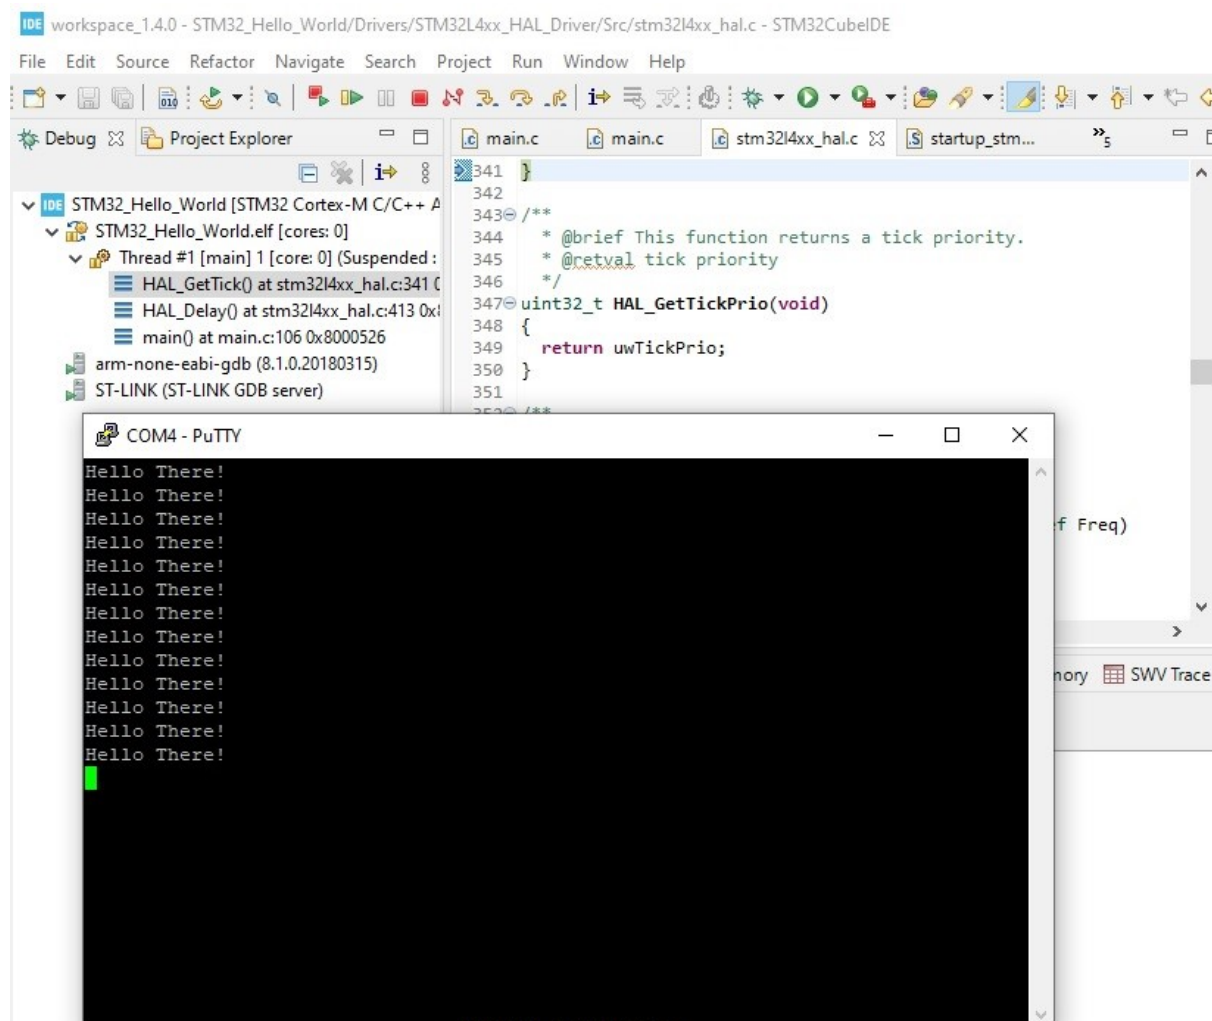 IDE workspace_1.4.0 - STM32_Hello_World/Drivers/STM32L4xx_HAL_Driver/Src/stm32l4xx_hal.c - STM32CubeIDE
File Edit Source Refactor Navigate Search Project Run Window Help
Debug Project Explorer
main.c main.c stm32l4xx_hal.c startup_stm... »5
IDE STM32_Hello_World [STM32 Cortex-M C/C++ A
STM32_Hello_World.elf [cores: 0]
Thread #1 [main] 1 [core: 0] (Suspended :
HAL_GetTick() at stm32l4xx_hal.c:341 0
HAL_Delay() at stm32l4xx_hal.c:413 0x
main() at main.c:106 0x8000526
arm-none-eabi-gdb (8.1.0.20180315)
ST-LINK (ST-LINK GDB server)
341 }
342
343 /**
344 * @brief This function returns a tick priority.
345 * @retval tick priority
346 */
347 uint32_t HAL_GetTickPrio(void)
348 {
349 return uwTickPrio;
350 }
351
352 /**
f Freq)
nory SWV Trace
COM4 - PuTTY
Hello There!
Hello There!
Hello There!
Hello There!
Hello There!
Hello There!
Hello There!
Hello There!
Hello There!
Hello There!
Hello There!
Hello There!
Hello There!